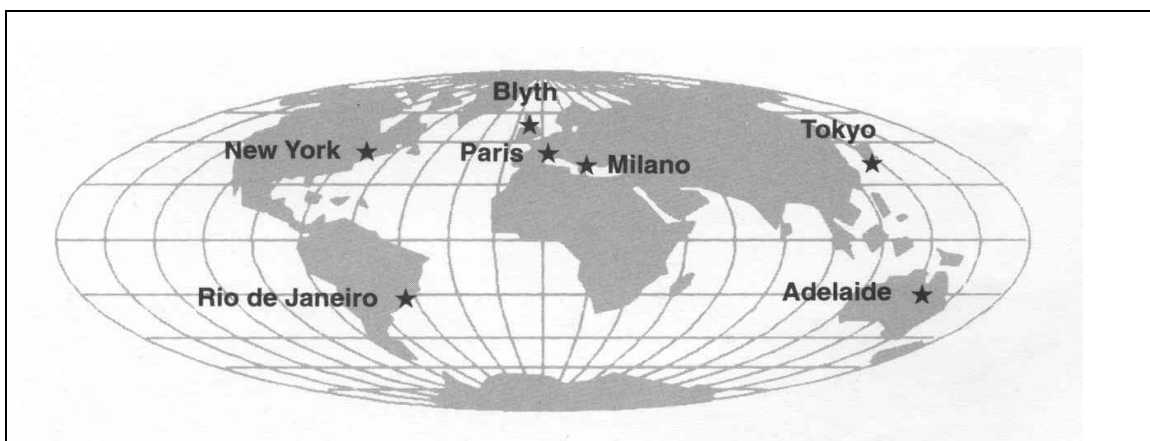 Blyth
Tokyo
New York
Paris
Milano
Rio de Janeiro
Adelaide